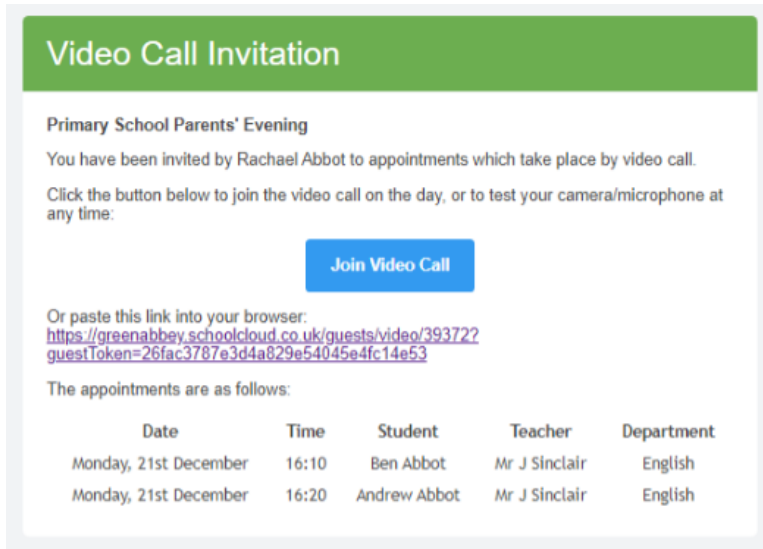 Video Call Invitation
Primary School Parents' Evening
You have been invited by Rachael Abbot to appointments which take place by video call.
Click the button below to join the video call on the day, or to test your camera/microphone at
any time:
Join Video Call
Or paste this link into your browser:
https://greenabbey.schoolcloud.co.uk/guests/video/39372?
guestToken=26fac3787e3d4a829e54045e4fc14e53
The appointments are as follows:
Date Time Student Teacher Department
Monday, 21st December 16:10 Ben Abbot Mr J Sinclair English
Monday, 21st December 16:20 Andrew Abbot Mr J Sinclair English